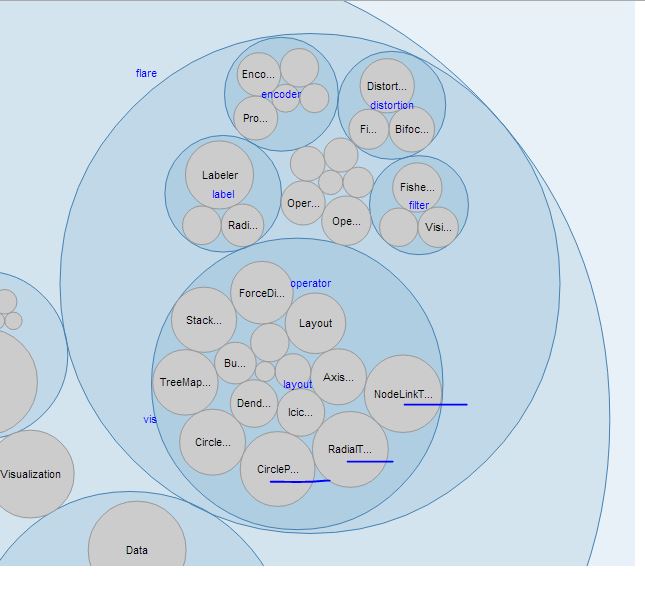 flare
Enco...
encoder
Pro...
Distort...
distortion
Fi...
Bifoc...
Labeler
label
Radi...
Oper...
Ope...
Fishe...
filter
Visi...
operator
ForceDi...
Stack...
Layout
Bu...
TreeMap...
layout
Axis...
NodeLinkT...
Dend...
Icic...
vis
Circle...
RadialT...
CircleP...
Visualization
Data